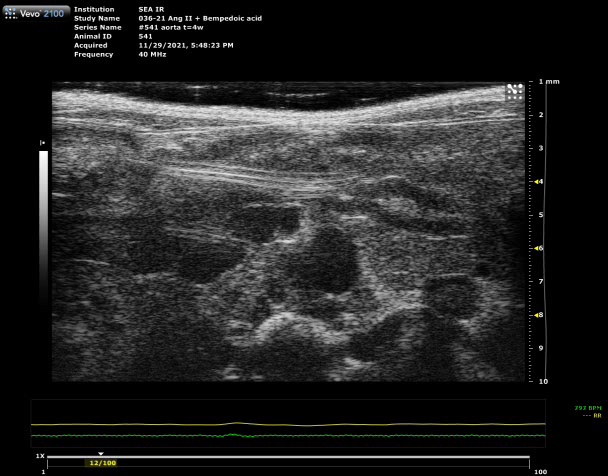 Vevo 2100
Institution SEA IR
Study Name 036-21 Ang II + Bempedoic acid
Series Name #541 aorta t=4w
Animal ID 541
Acquired 11/29/2021, 5:48:23 PM
Frequency 40 MHz
1 mm
2
3
4
5
6
7
8
9
10
292 BPM
--- RR
1X
12/100
1 100